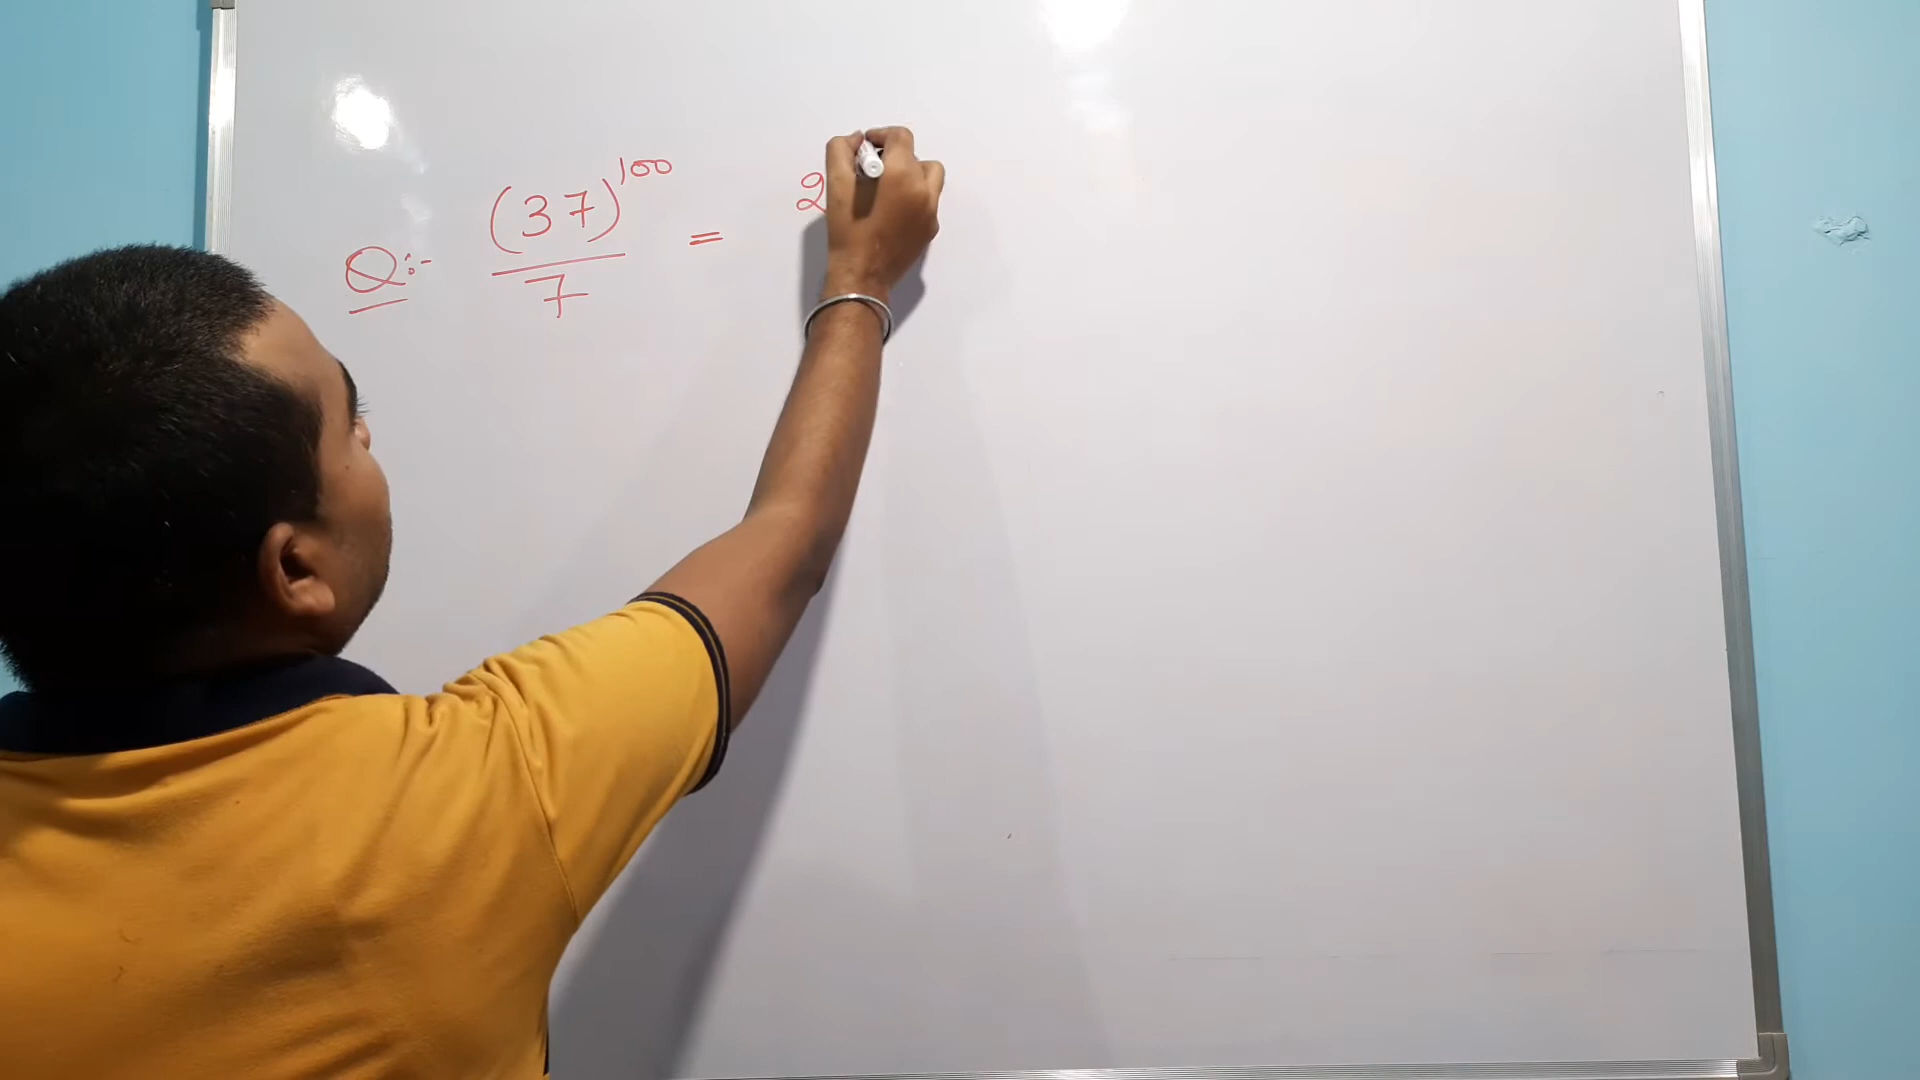 Q:- (37)^100 / 7 = 2